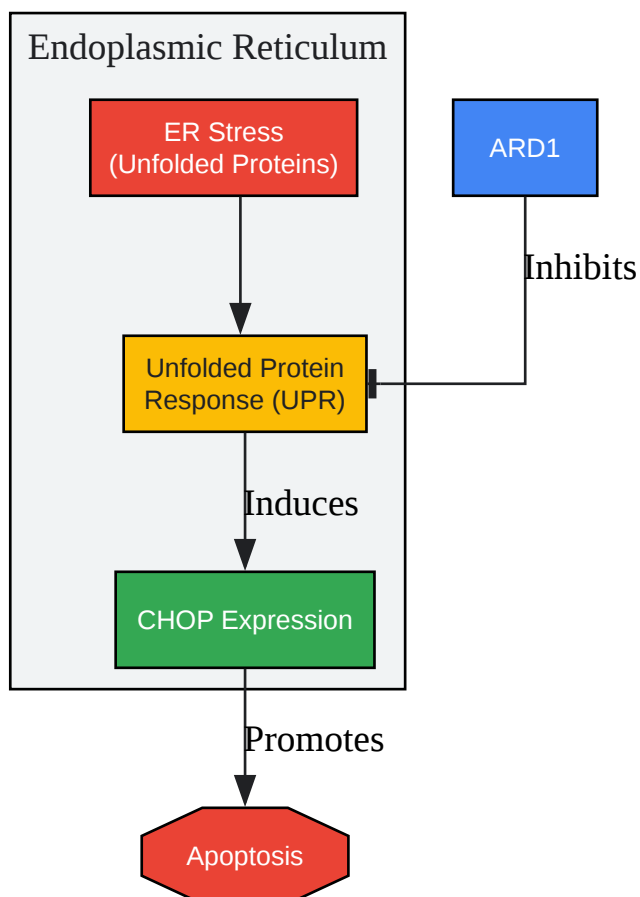 Endoplasmic Reticulum
ER Stress
(Unfolded Proteins)
ARD1
Inhibits
Unfolded Protein
Response (UPR)
Induces
CHOP Expression
Promotes
Apoptosis